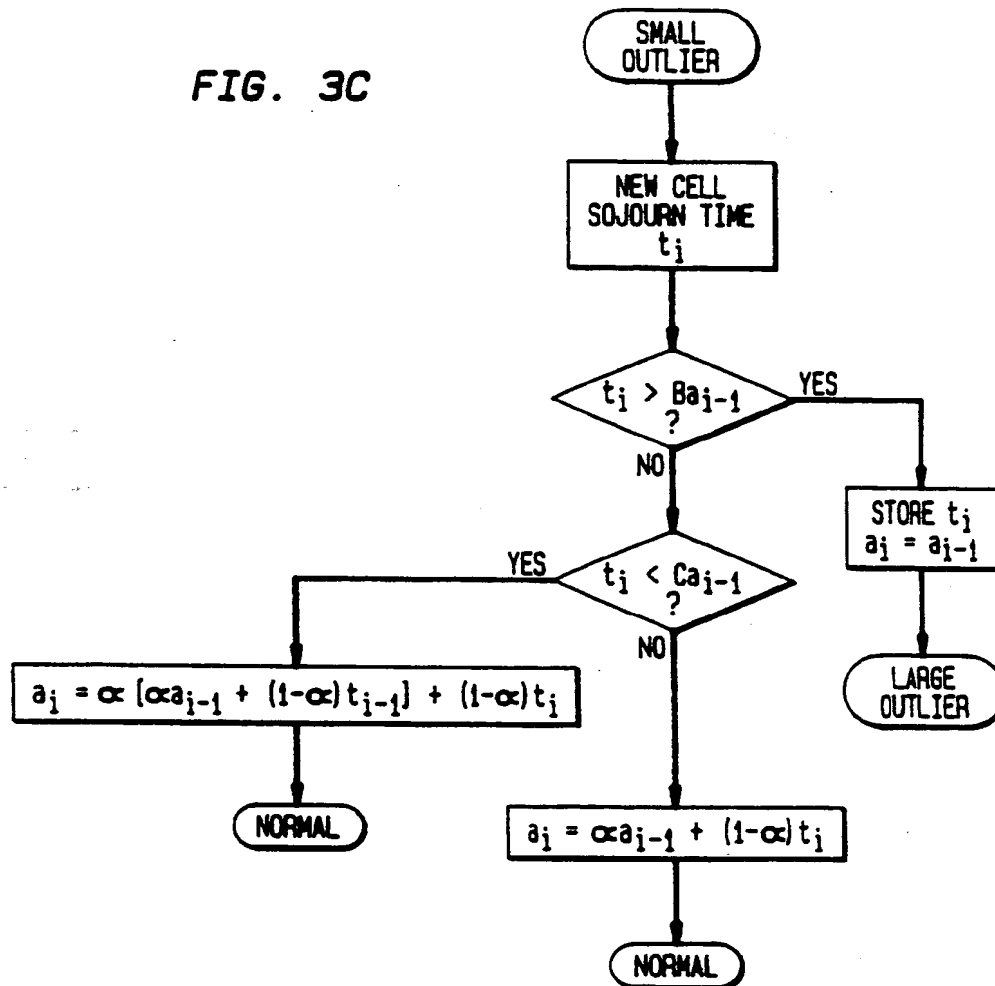 FIG. 3C
SMALL
OUTLIER
NEW CELL
SOJOURN TIME
tᵢ
tᵢ > Baᵢ₋₁
?
YES
NO
STORE tᵢ
aᵢ = aᵢ₋₁
LARGE
OUTLIER
tᵢ < Caᵢ₋₁
?
YES
NO
aᵢ = ∝ [∝aᵢ₋₁ + (1-∝)tᵢ₋₁] + (1-∝)tᵢ
NORMAL
aᵢ = ∝aᵢ₋₁ + (1-∝)tᵢ
NORMAL